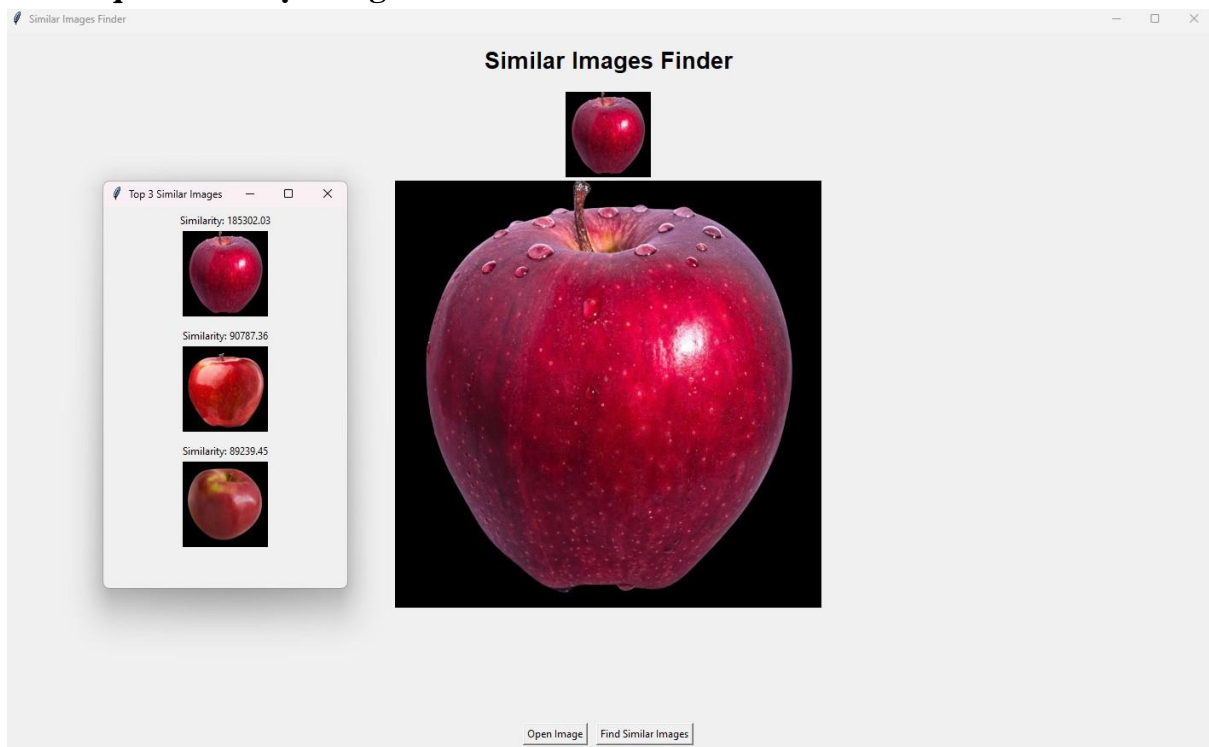 Similar Images Finder
Similar Images Finder
Top 3 Similar Images
Similarity: 185302.03
Similarity: 90787.36
Similarity: 89239.45
Open Image Find Similar Images